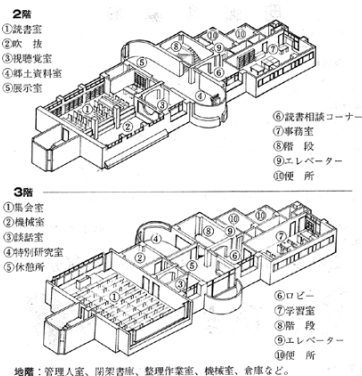 2階
①読書室
②吹　抜
③視聴覚室
④郷土資料室
⑤展示室
⑥読書相談コーナー
⑦事務室
⑧階　段
⑨エレベーター
⑩便　所
3階
①集会室
②機械室
③談話室
④特別研究室
⑤休憩所
⑥ロビー
⑦学習室
⑧階　段
⑨エレベーター
⑩便　所
地階：管理人室、閉架書庫、整理作業室、機械室、倉庫など。